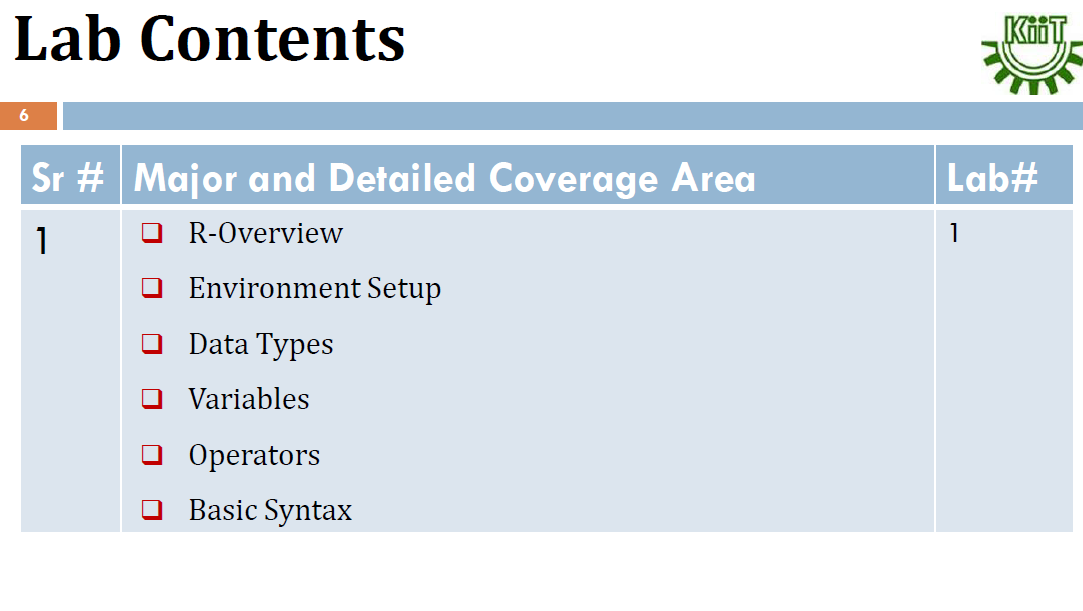 Lab Contents
KiiT
6
Sr # Major and Detailed Coverage Area Lab#
1 R-Overview 1
Environment Setup
Data Types
Variables
Operators
Basic Syntax